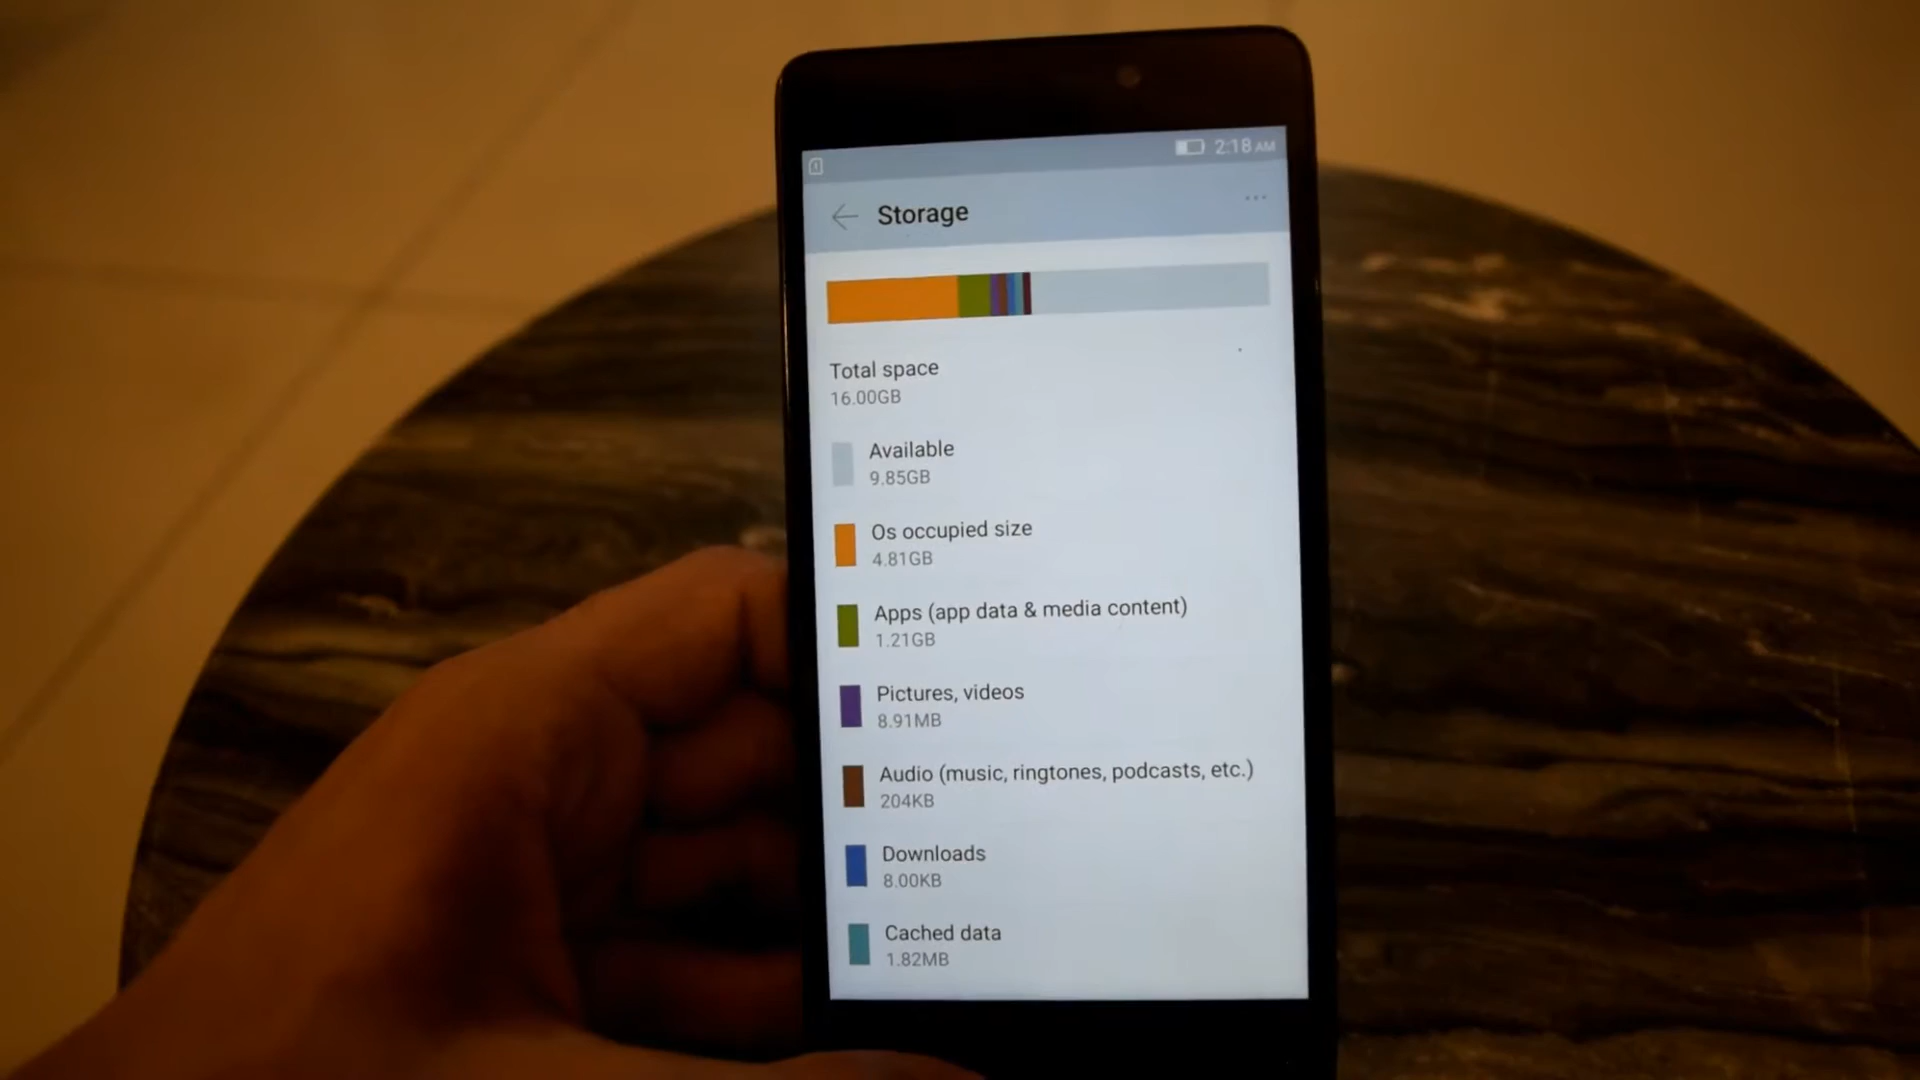 2:18 AM
Storage
Total space
16.00GB
Available
9.85GB
Os occupied size
4.81GB
Apps (app data & media content)
1.21GB
Pictures, videos
8.91MB
Audio (music, ringtones, podcasts, etc.)
204KB
Downloads
8.00KB
Cached data
1.82MB